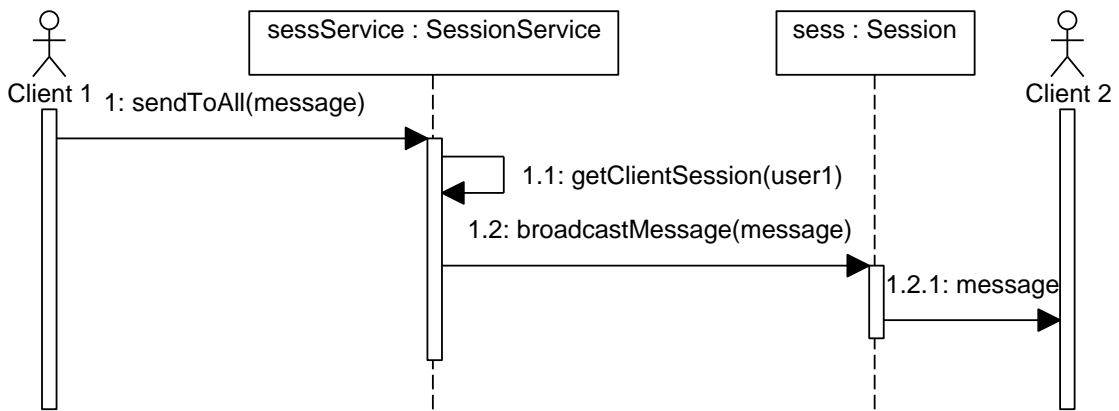 sessService : SessionService
sess : Session
Client 1
Client 2
1: sendToAll(message)
1.1: getClientSession(user1)
1.2: broadcastMessage(message)
1.2.1: message